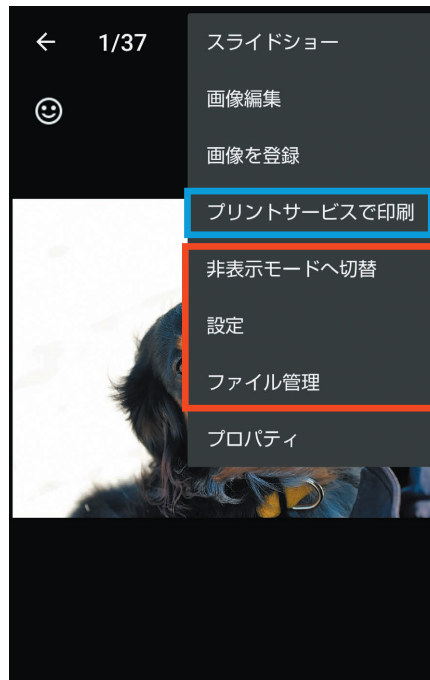 1/37
スライドショー
画像編集
画像を登録
プリントサービスで印刷
非表示モードへ切替
設定
ファイル管理
プロパティ